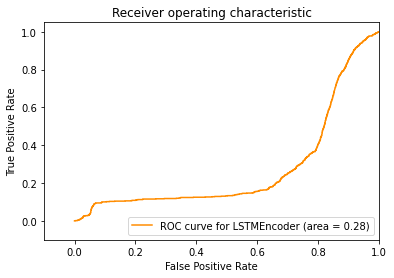 Receiver operating characteristic
True Positive Rate
1.0
0.8
0.6
0.4
0.2
0.0
ROC curve for LSTMEncoder (area = 0.28)
0.0 0.2 0.4 0.6 0.8 1.0
False Positive Rate